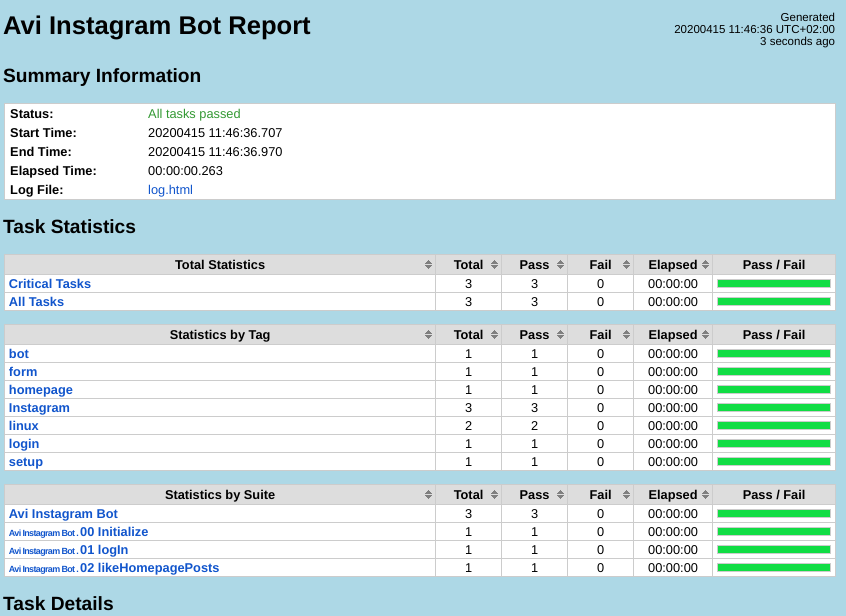 Avi Instagram Bot Report
Generated
20200415 11:46:36 UTC+02:00
3 seconds ago
Summary Information
Status: All tasks passed
Start Time: 20200415 11:46:36.707
End Time: 20200415 11:46:36.970
Elapsed Time: 00:00:00.263
Log File: log.html
Task Statistics
Total Statistics Total Pass Fail Elapsed Pass / Fail
Critical Tasks 3 3 0 00:00:00
All Tasks 3 3 0 00:00:00
Statistics by Tag Total Pass Fail Elapsed Pass / Fail
bot 1 1 0 00:00:00
form 1 1 0 00:00:00
homepage 1 1 0 00:00:00
Instagram 3 3 0 00:00:00
linux 2 2 0 00:00:00
login 1 1 0 00:00:00
setup 1 1 0 00:00:00
Statistics by Suite Total Pass Fail Elapsed Pass / Fail
Avi Instagram Bot 3 3 0 00:00:00
Avi Instagram Bot . 00 Initialize 1 1 0 00:00:00
Avi Instagram Bot . 01 logIn 1 1 0 00:00:00
Avi Instagram Bot . 02 likeHomepagePosts 1 1 0 00:00:00
Task Details